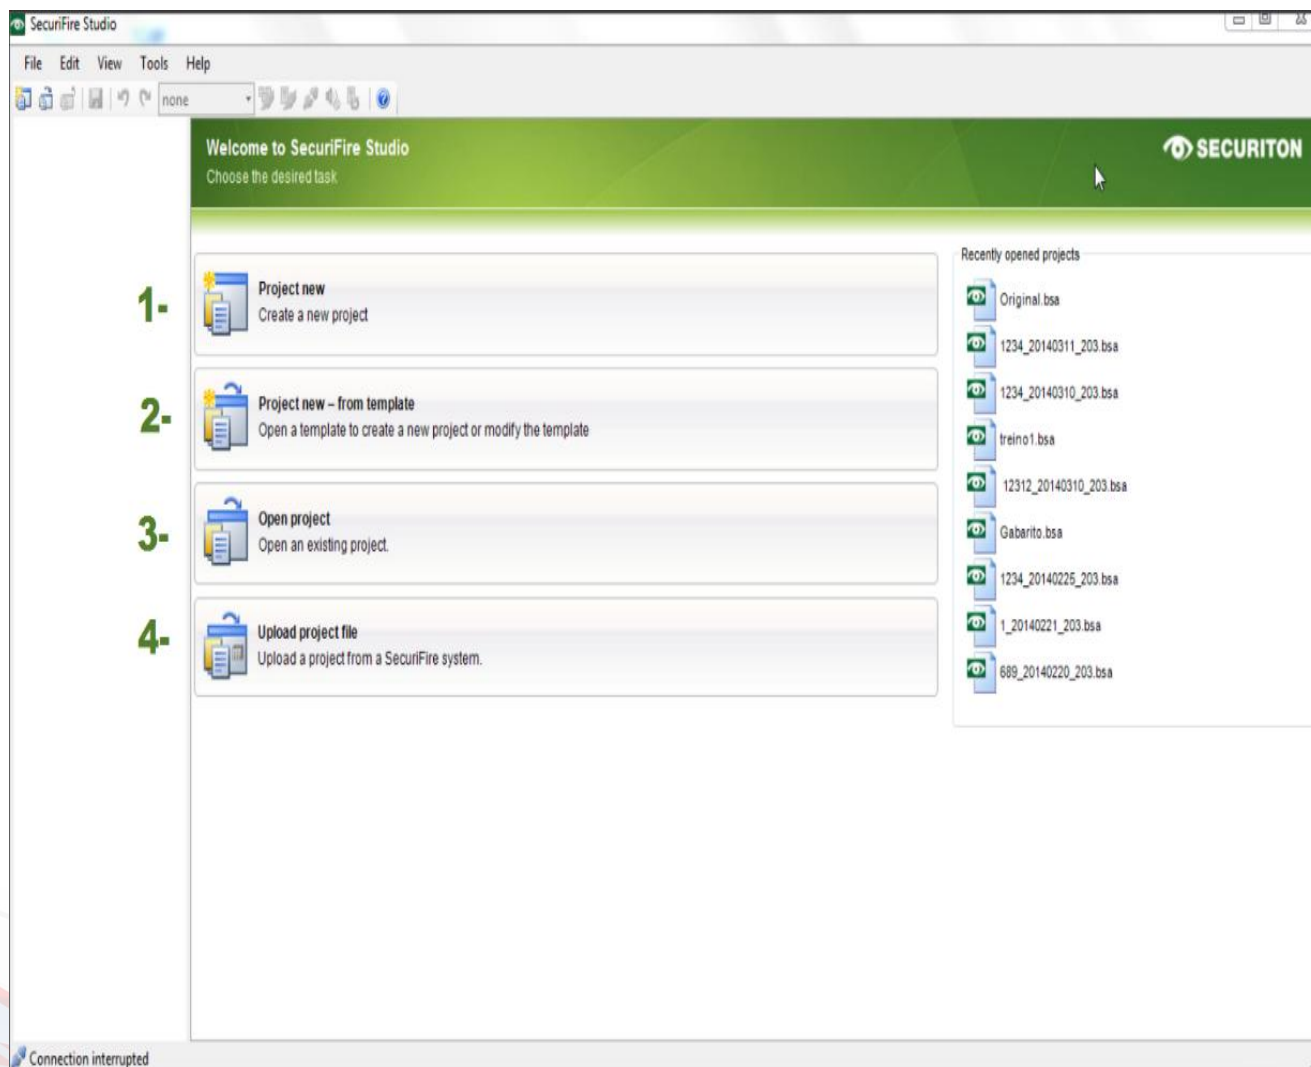 SecuriFire Studio
File Edit View Tools Help
none
Welcome to SecuriFire Studio
Choose the desired task
SECURITON
1-
Project new
Create a new project
2-
Project new – from template
Open a template to create a new project or modify the template
3-
Open project
Open an existing project.
4-
Upload project file
Upload a project from a SecuriFire system.
Recently opened projects
Original.bsa
1234_20140311_203.bsa
1234_20140310_203.bsa
treino1.bsa
12312_20140310_203.bsa
Gabarito.bsa
1234_20140225_203.bsa
1_20140221_203.bsa
689_20140220_203.bsa
Connection interrupted